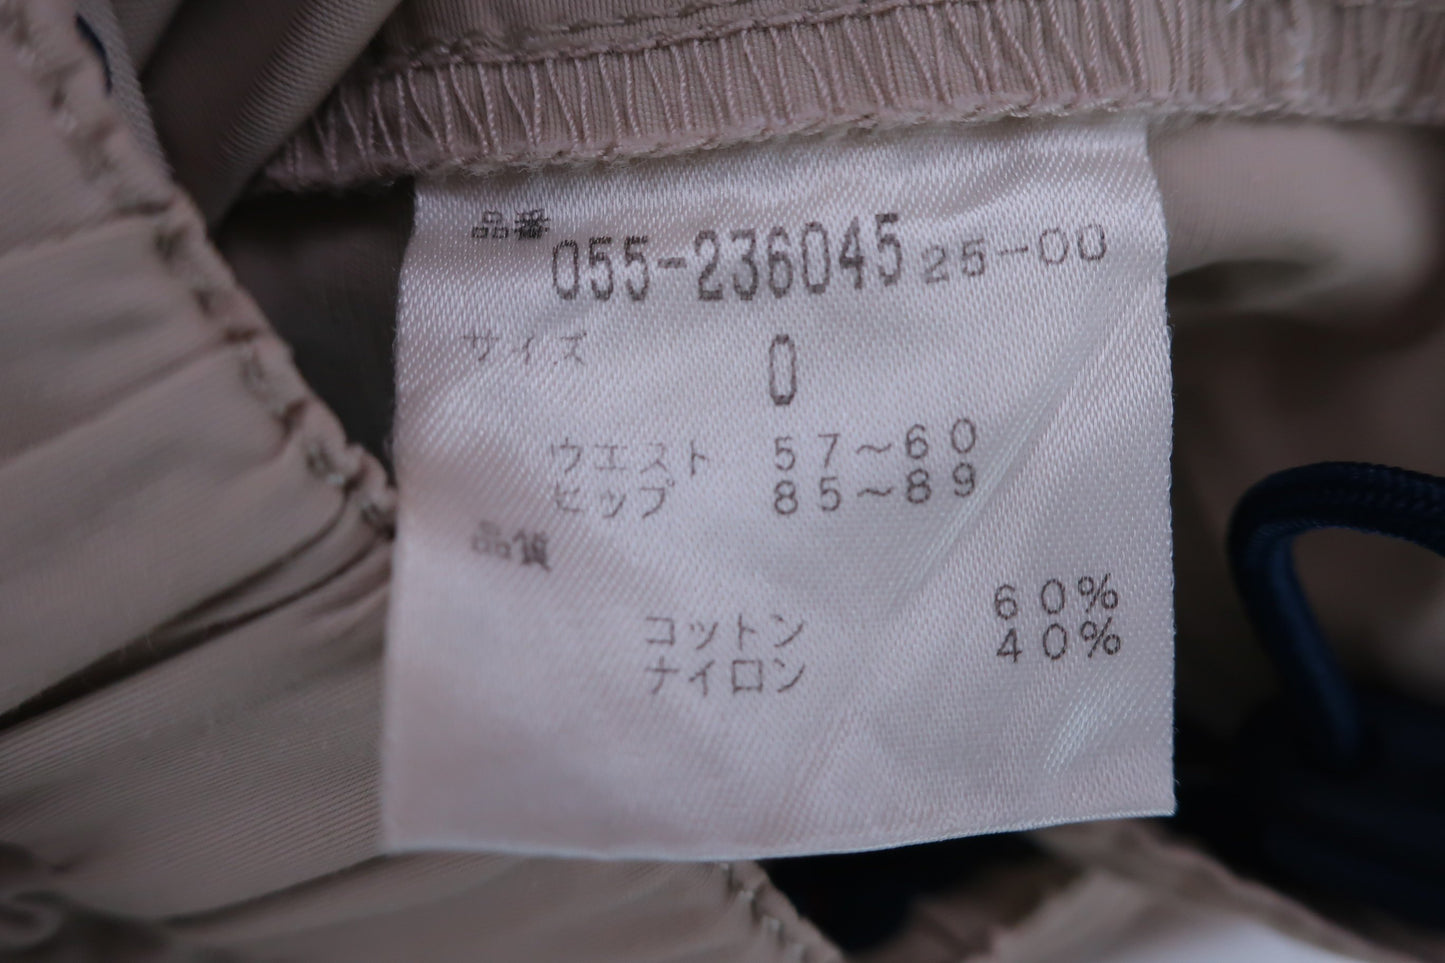 品番 055-236045 25-00
サイズ 0
ウエスト 57～60
ヒップ 85～89
品質
コットン 60%
ナイロン 40%